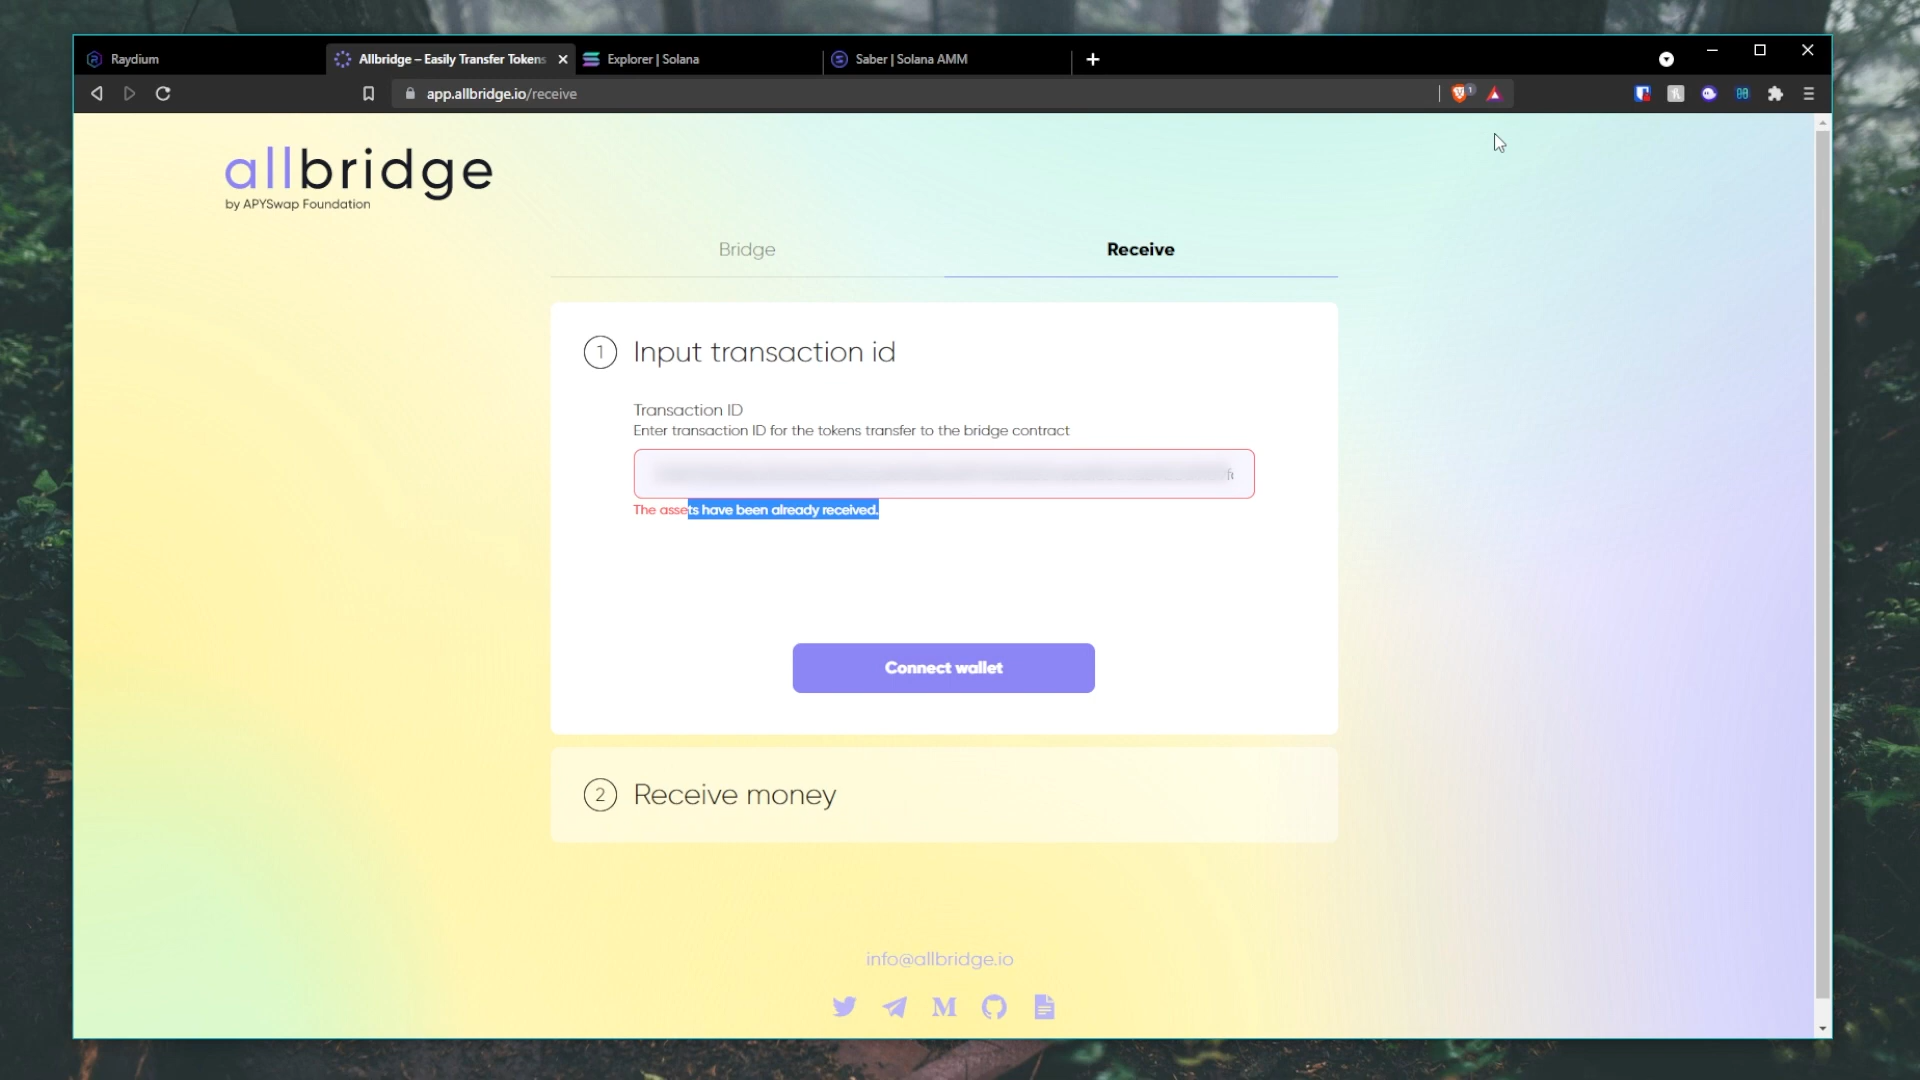 Raydium
Allbridge – Easily Transfer Tokens
Explorer | Solana
Saber | Solana AMM
app.allbridge.io/receive
1
allbridge
by APYSwap Foundation
Bridge
Receive
1
Input transaction id
Transaction ID
Enter transaction ID for the tokens transfer to the bridge contract
The assets have been already received.
Connect wallet
2
Receive money
info@allbridge.io